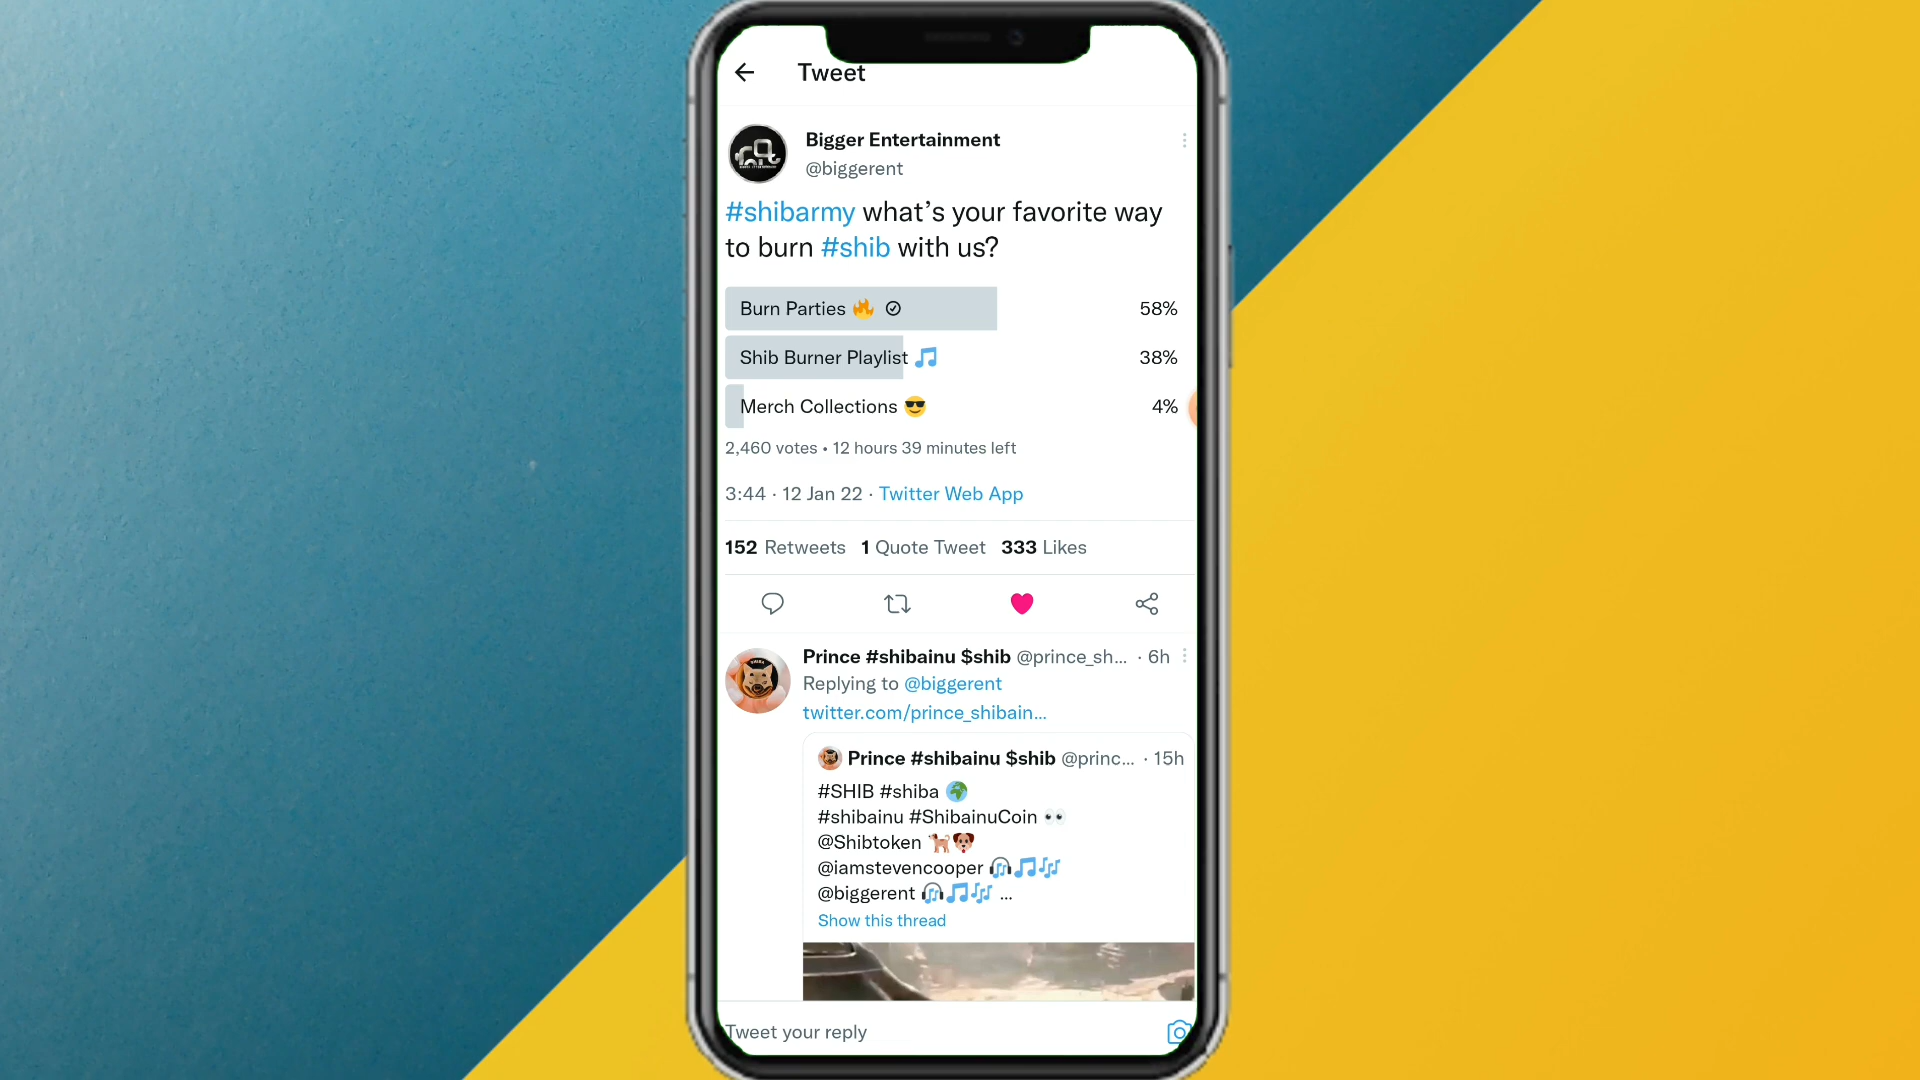 Tweet
Bigger Entertainment
@biggerent
#shibarmy what's your favorite way
to burn #shib with us?
Burn Parties 🔥 58%
Shib Burner Playlist 🎵 38%
Merch Collections 😎 4%
2,460 votes • 12 hours 39 minutes left
3:44 · 12 Jan 22 · Twitter Web App
152 Retweets 1 Quote Tweet 333 Likes
Prince #shibainu $shib @prince_sh... · 6h
Replying to @biggerent
twitter.com/prince_shibain...
Prince #shibainu $shib @princ... · 15h
#SHIB #shiba 🌍
#shibainu #ShibainuCoin 👀
@Shibtoken 🐕🐶
@iamstevencooper 🎧🎵🎶
@biggerent 🎧🎵🎶 ...
Show this thread
Tweet your reply